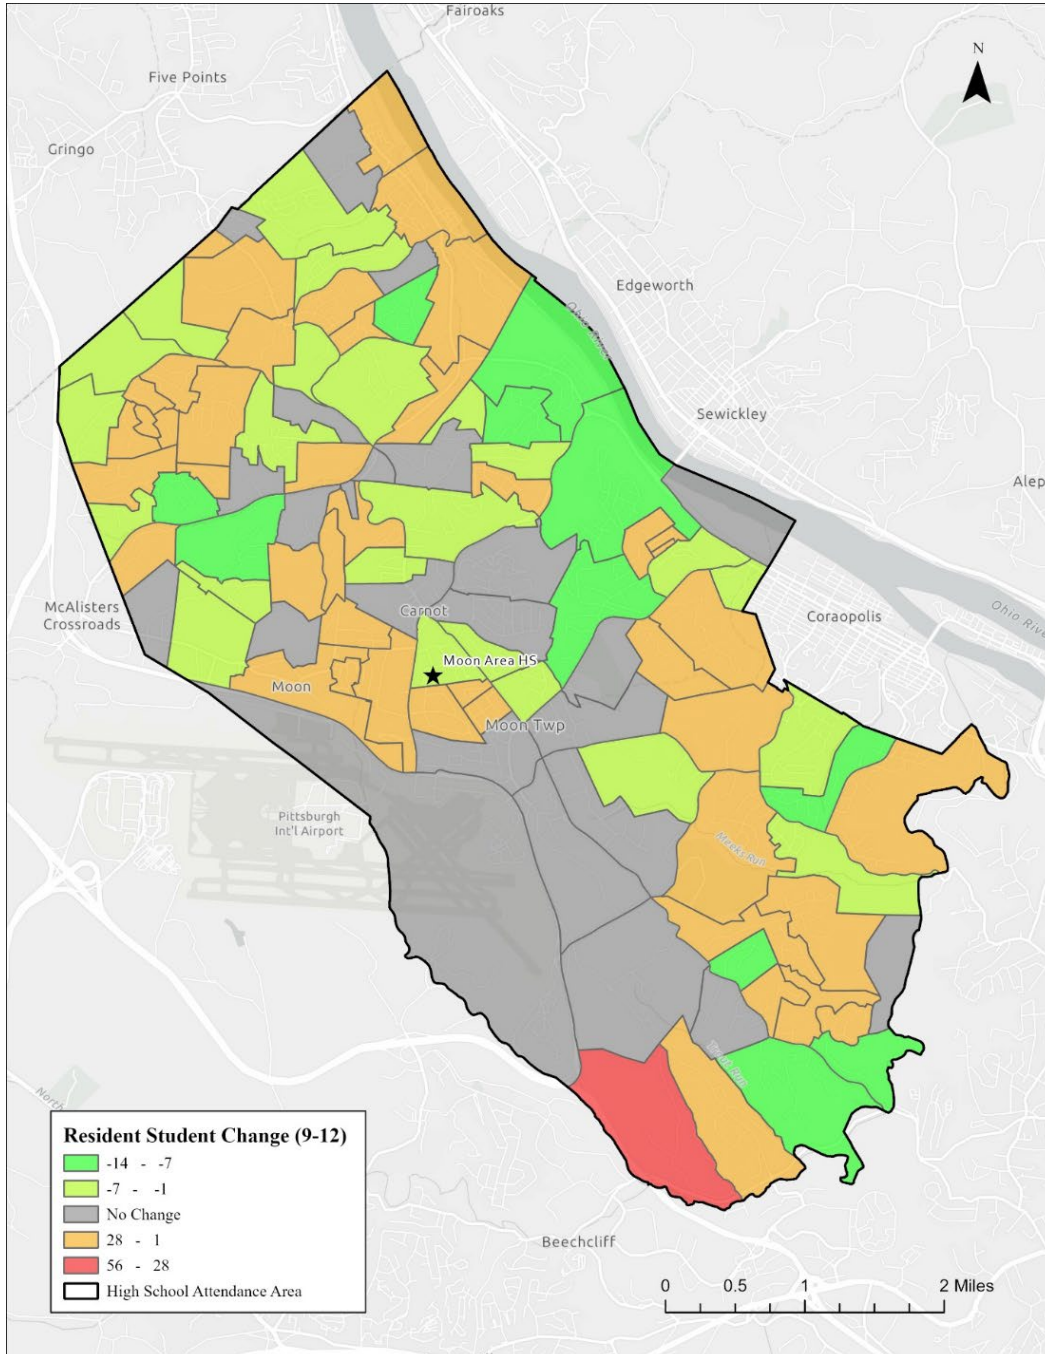 Fairoaks
N
Five Points
Gringo
Edgeworth
Ohio River
Sewickley
Alep
McAlisters
Crossroads
Carnot
Coraopolis
Ohio River
Moon Area HS
Moon
Moon Twp
Pittsburgh
Int'l Airport
Meeks Run
Trout Run
North
Beechcliff
Resident Student Change (9-12)
-14 - -7
-7 - -1
No Change
28 - 1
56 - 28
High School Attendance Area
0 0.5 1 2 Miles